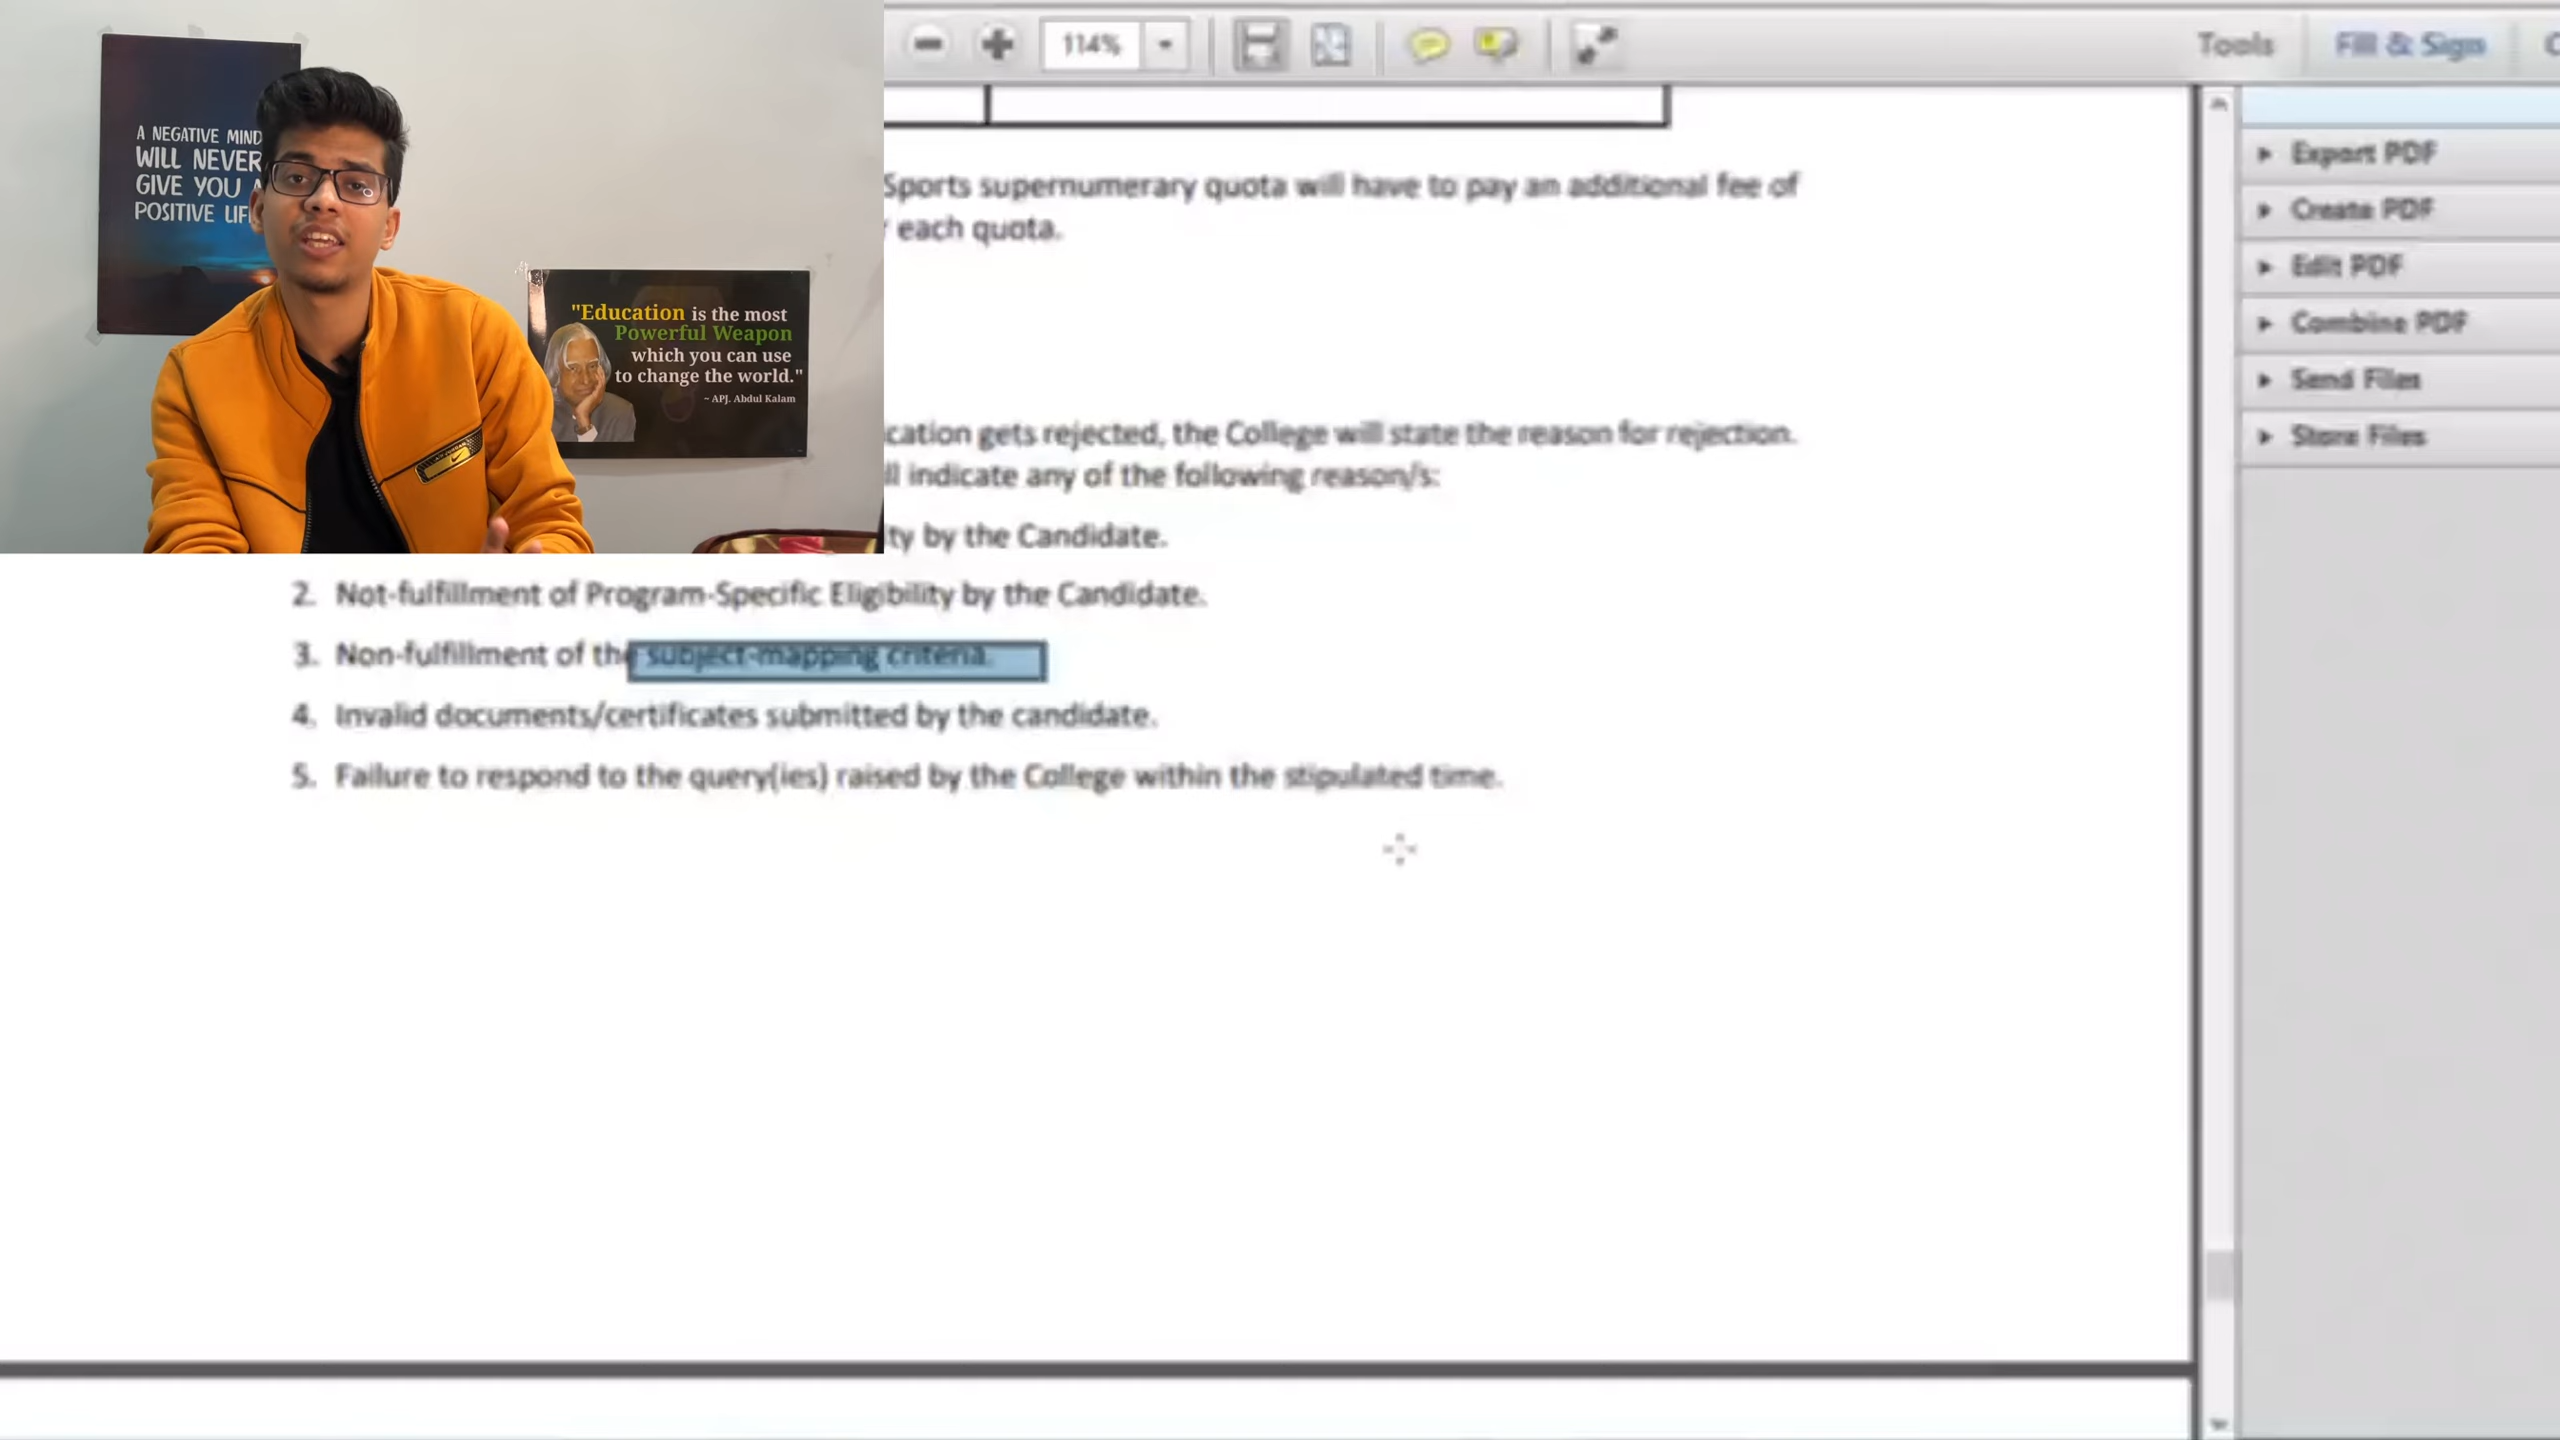 A NEGATIVE MIND
WILL NEVER
GIVE YOU A
POSITIVE LIF
"Education is the most
Powerful Weapon
which you can use
to change the world."
~ APJ. Abdul Kalam
114%
Tools
Fill & Sign
Export PDF
Create PDF
Edit PDF
Combine PDF
Send Files
Store Files
Sports supernumerary quota will have to pay an additional fee of
each quota.
cation gets rejected, the College will state the reason for rejection.
ll indicate any of the following reason/s:
ty by the Candidate.
2. Not-fulfillment of Program-Specific Eligibility by the Candidate.
3. Non-fulfillment of the subject-mapping criteria.
4. Invalid documents/certificates submitted by the candidate.
5. Failure to respond to the query(ies) raised by the College within the stipulated time.